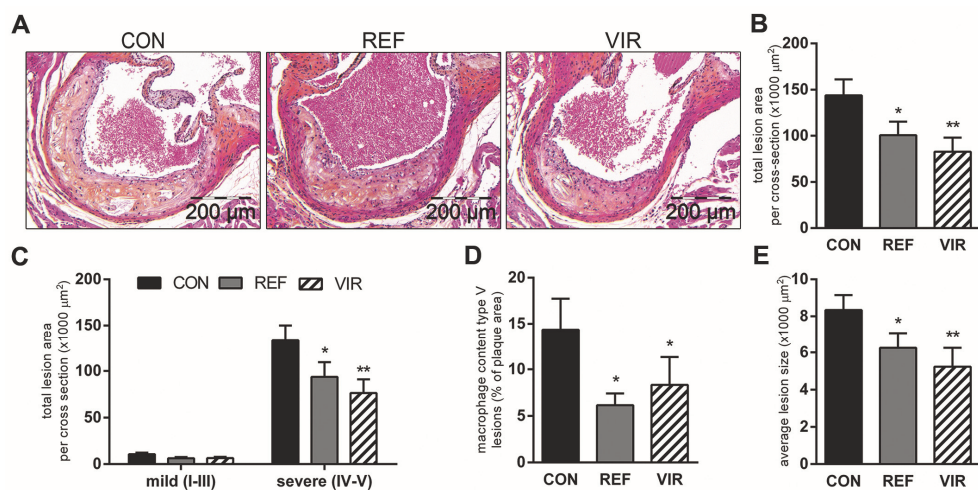 A
CON
REF
VIR
200 μm
200 μm
200 μm
B
total lesion area
per cross-section (x1000 μm²)
150
100
50
0
*
**
CON
REF
VIR
C
CON
REF
VIR
total lesion area
per cross section (x1000 μm²)
200
150
100
50
0
*
**
mild (I-III)
severe (IV-V)
D
macrophage content type V
lesions (% of plaque area)
20
15
10
5
0
*
*
CON
REF
VIR
E
average lesion size (x1000 μm²)
10
8
6
4
2
0
*
**
CON
REF
VIR